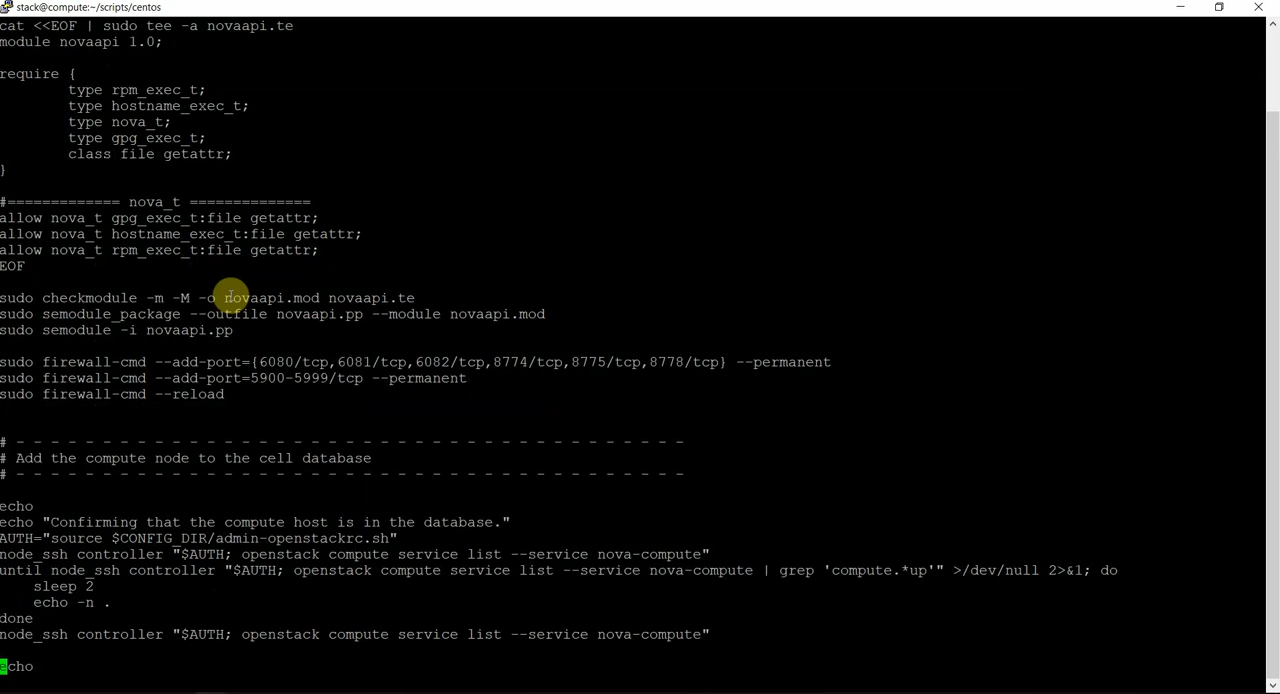 stack@compute:~/scripts/centos
cat <<EOF | sudo tee -a novaapi.te
module novaapi 1.0;
require {
type rpm_exec_t;
type hostname_exec_t;
type nova_t;
type gpg_exec_t;
class file getattr;
}
#============= nova_t ==============
allow nova_t gpg_exec_t:file getattr;
allow nova_t hostname_exec_t:file getattr;
allow nova_t rpm_exec_t:file getattr;
EOF
sudo checkmodule -m -M -o novaapi.mod novaapi.te
sudo semodule_package --outfile novaapi.pp --module novaapi.mod
sudo semodule -i novaapi.pp
sudo firewall-cmd --add-port={6080/tcp,6081/tcp,6082/tcp,8774/tcp,8775/tcp,8778/tcp} --permanent
sudo firewall-cmd --add-port=5900-5999/tcp --permanent
sudo firewall-cmd --reload
# - - - - - - - - - - - - - - - - - - - - - - - - - - - - - - - - - - - - - - -
# Add the compute node to the cell database
# - - - - - - - - - - - - - - - - - - - - - - - - - - - - - - - - - - - - - - -
echo
echo "Confirming that the compute host is in the database."
AUTH="source $CONFIG_DIR/admin-openstackrc.sh"
node_ssh controller "$AUTH; openstack compute service list --service nova-compute"
until node_ssh controller "$AUTH; openstack compute service list --service nova-compute | grep 'compute.*up'" >/dev/null 2>&1; do
sleep 2
echo -n .
done
node_ssh controller "$AUTH; openstack compute service list --service nova-compute"
echo